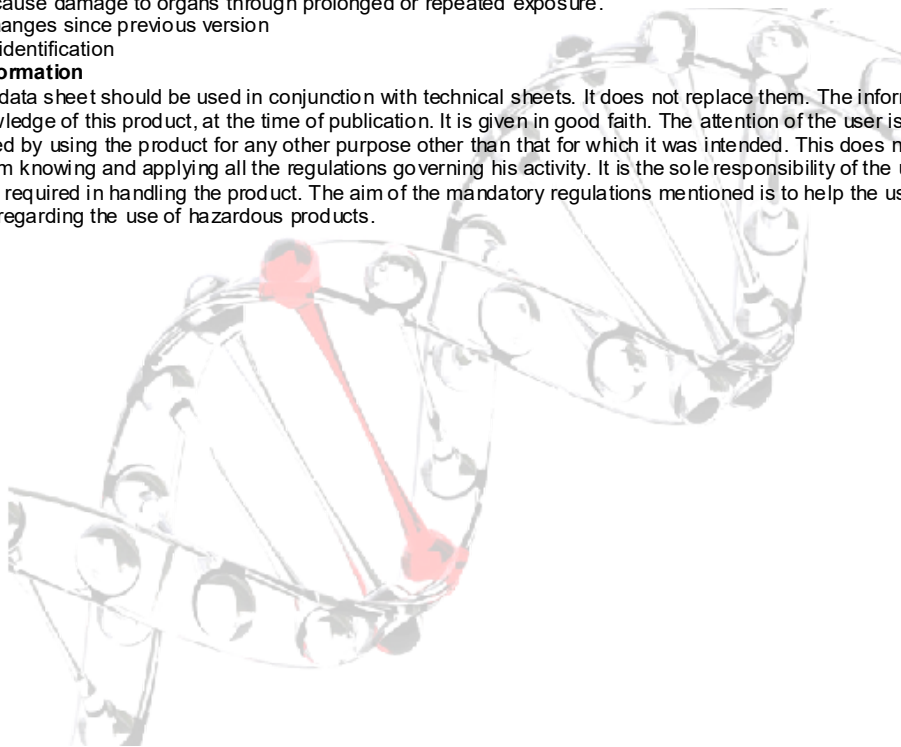 cause damage to organs through prolonged or repeated exposure.
anges since previous version
identification
ormation
data sheet should be used in conjunction with technical sheets. It does not replace them. The infor
ledge of this product, at the time of publication. It is given in good faith. The attention of the user is
ed by using the product for any other purpose other than that for which it was intended. This does n
m knowing and applying all the regulations governing his activity. It is the sole responsibility of the
required in handling the product. The aim of the mandatory regulations mentioned is to help the us
regarding the use of hazardous products.